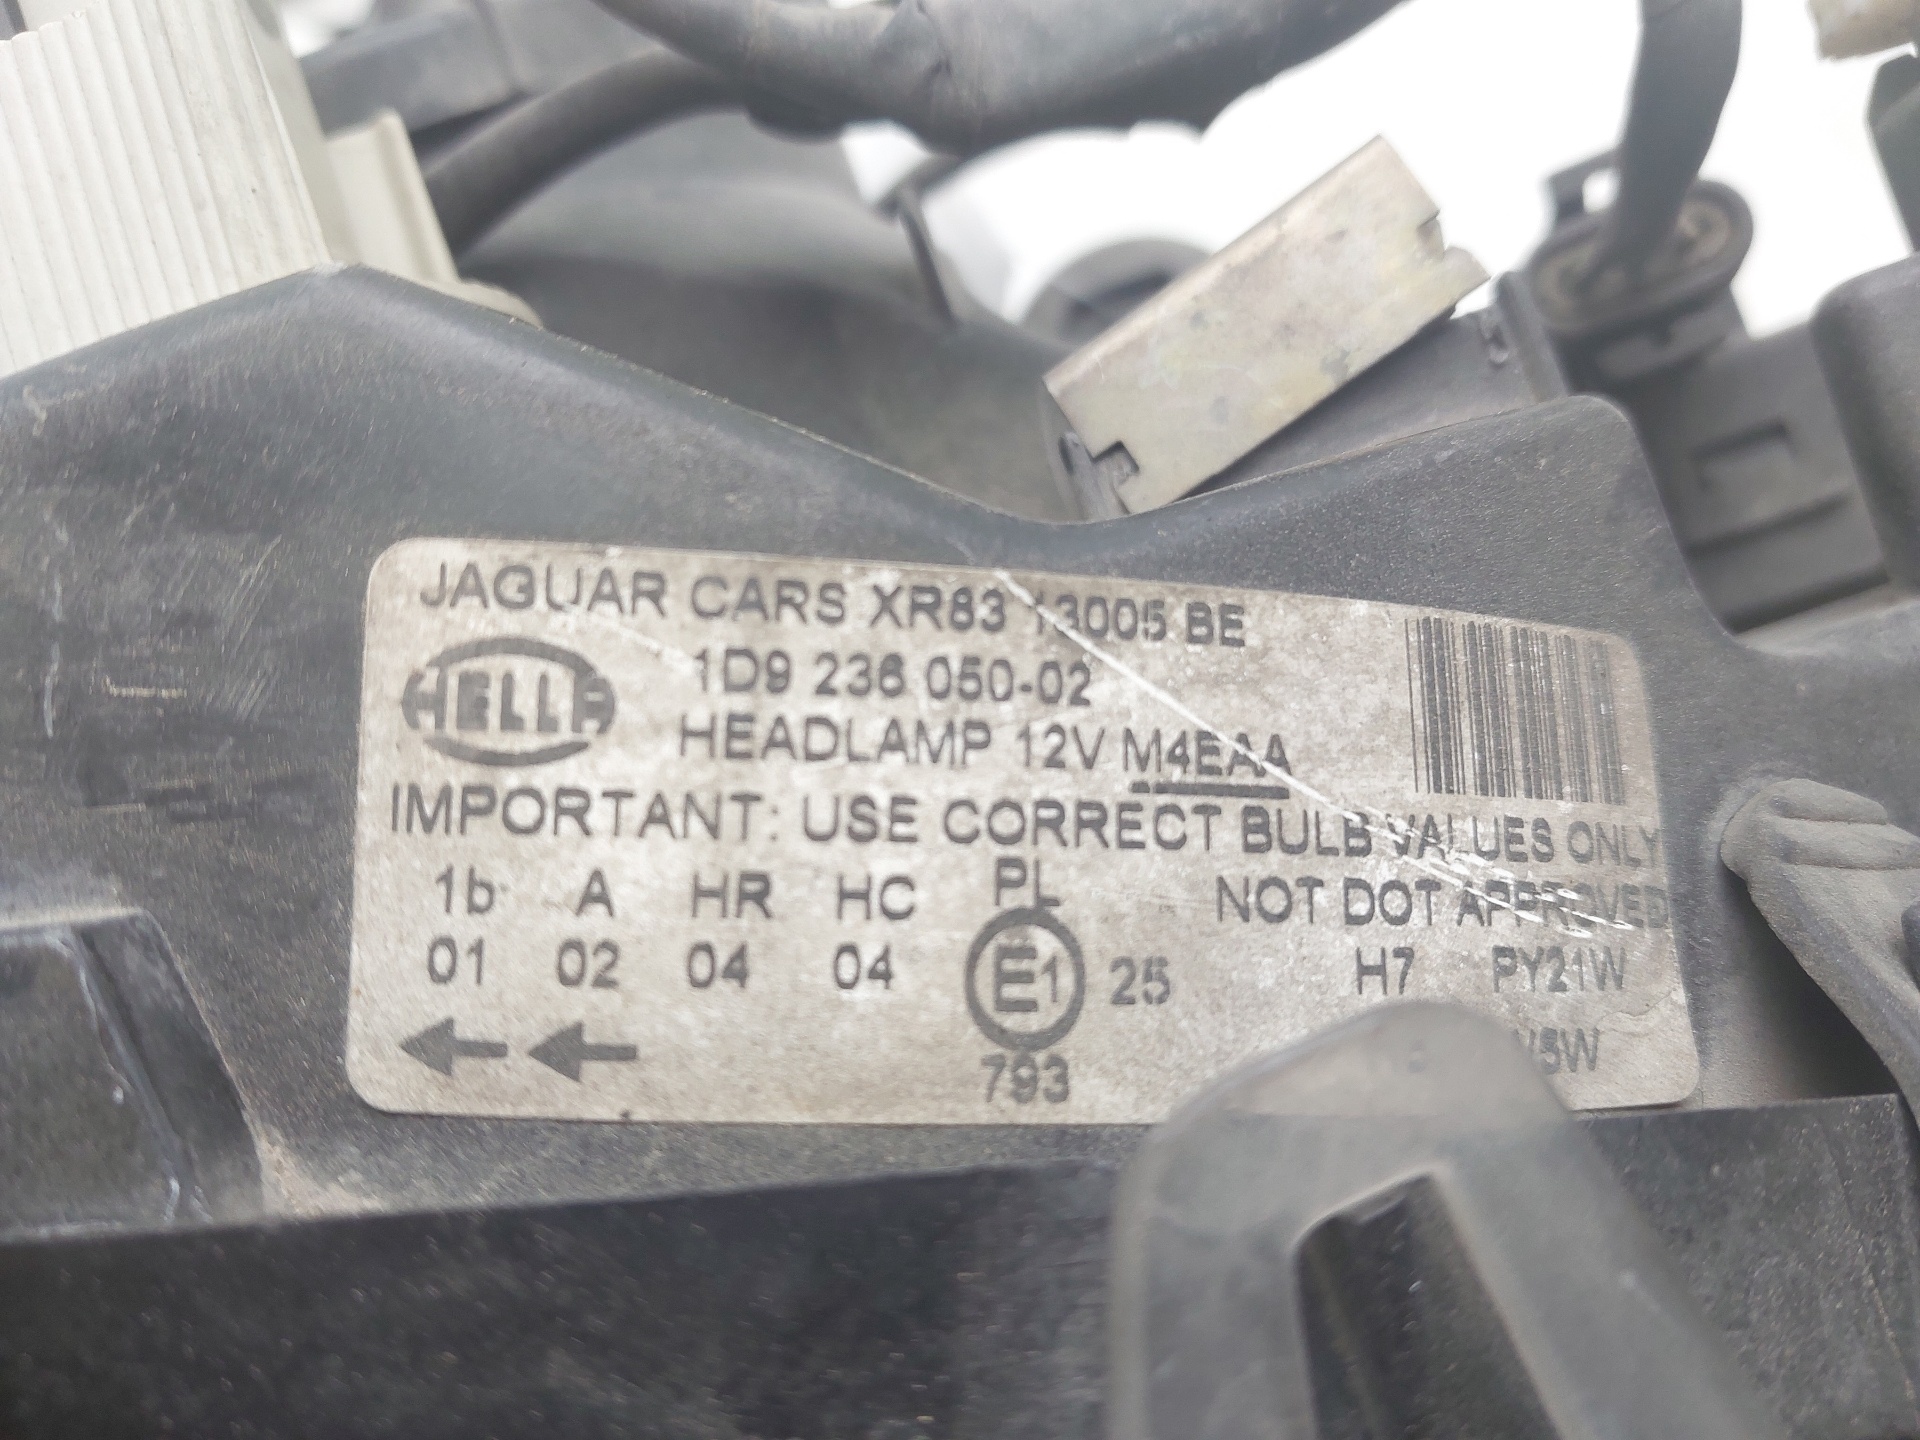 JAGUAR CARS XR83 13005 BE
HELLA
1D9 236 050-02
HEADLAMP 12V M4EAA
IMPORTANT: USE CORRECT BULB VALUES ONLY
1b A HR HC PL NOT DOT APPROVED
01 02 04 04 E1 25 H7 PY21W
793